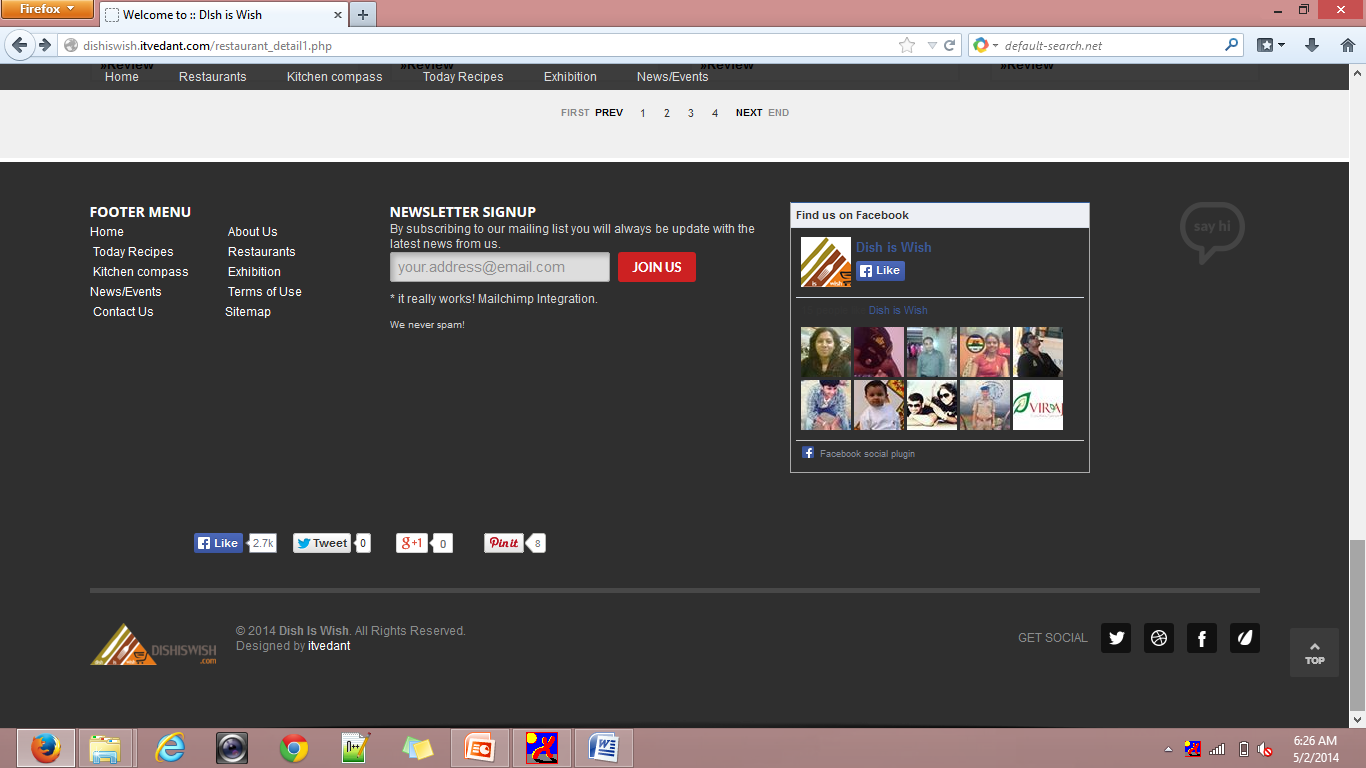 Firefox
Welcome to :: DIsh is Wish
dishiswish.itvedant.com/restaurant_detail1.php
default-search.net
»Review »Review »Review »Review
Home Restaurants Kitchen compass Today Recipes Exhibition News/Events
FIRST PREV 1 2 3 4 NEXT END
FOOTER MENU
Home About Us
Today Recipes Restaurants
Kitchen compass Exhibition
News/Events Terms of Use
Contact Us Sitemap
NEWSLETTER SIGNUP
By subscribing to our mailing list you will always be update with the
latest news from us.
your.address@email.com JOIN US
* it really works! Mailchimp Integration.
We never spam!
Find us on Facebook
Dish is Wish
Like
Dish is Wish
Facebook social plugin
say hi
Like 2.7k Tweet 0 g+1 0 Pin it 8
DISHISWISH
.com
© 2014 Dish Is Wish. All Rights Reserved.
Designed by itvedant
GET SOCIAL
TOP
6:26 AM
5/2/2014